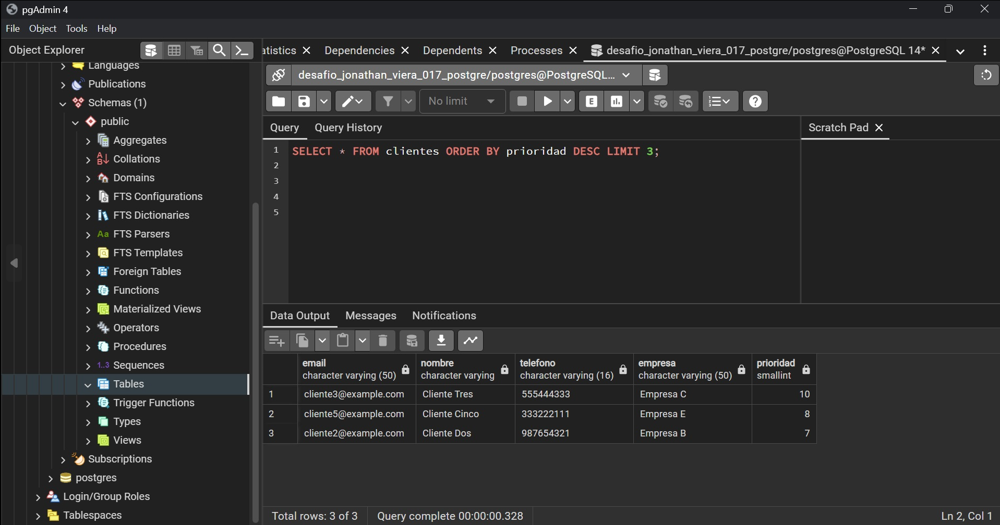 pgAdmin 4
File Object Tools Help
Object Explorer
atistics Dependencies Dependents Processes desafio_jonathan_viera_017_postgre/postgres@PostgreSQL 14*
Languages
Publications
Schemas (1)
public
Aggregates
Collations
Domains
FTS Configurations
FTS Dictionaries
Aa FTS Parsers
FTS Templates
Foreign Tables
Functions
Materialized Views
Operators
Procedures
1..3 Sequences
Tables
Trigger Functions
Types
Views
Subscriptions
postgres
Login/Group Roles
Tablespaces
desafio_jonathan_viera_017_postgre/postgres@PostgreSQL...
No limit E
Query Query History
Scratch Pad
1 SELECT * FROM clientes ORDER BY prioridad DESC LIMIT 3;
2
3
4
5
Data Output Messages Notifications
email nombre telefono empresa prioridad
character varying (50) character varying character varying (16) character varying (50) smallint
1 cliente3@example.com Cliente Tres 555444333 Empresa C 10
2 cliente5@example.com Cliente Cinco 333222111 Empresa E 8
3 cliente2@example.com Cliente Dos 987654321 Empresa B 7
Total rows: 3 of 3 Query complete 00:00:00.328 Ln 2, Col 1